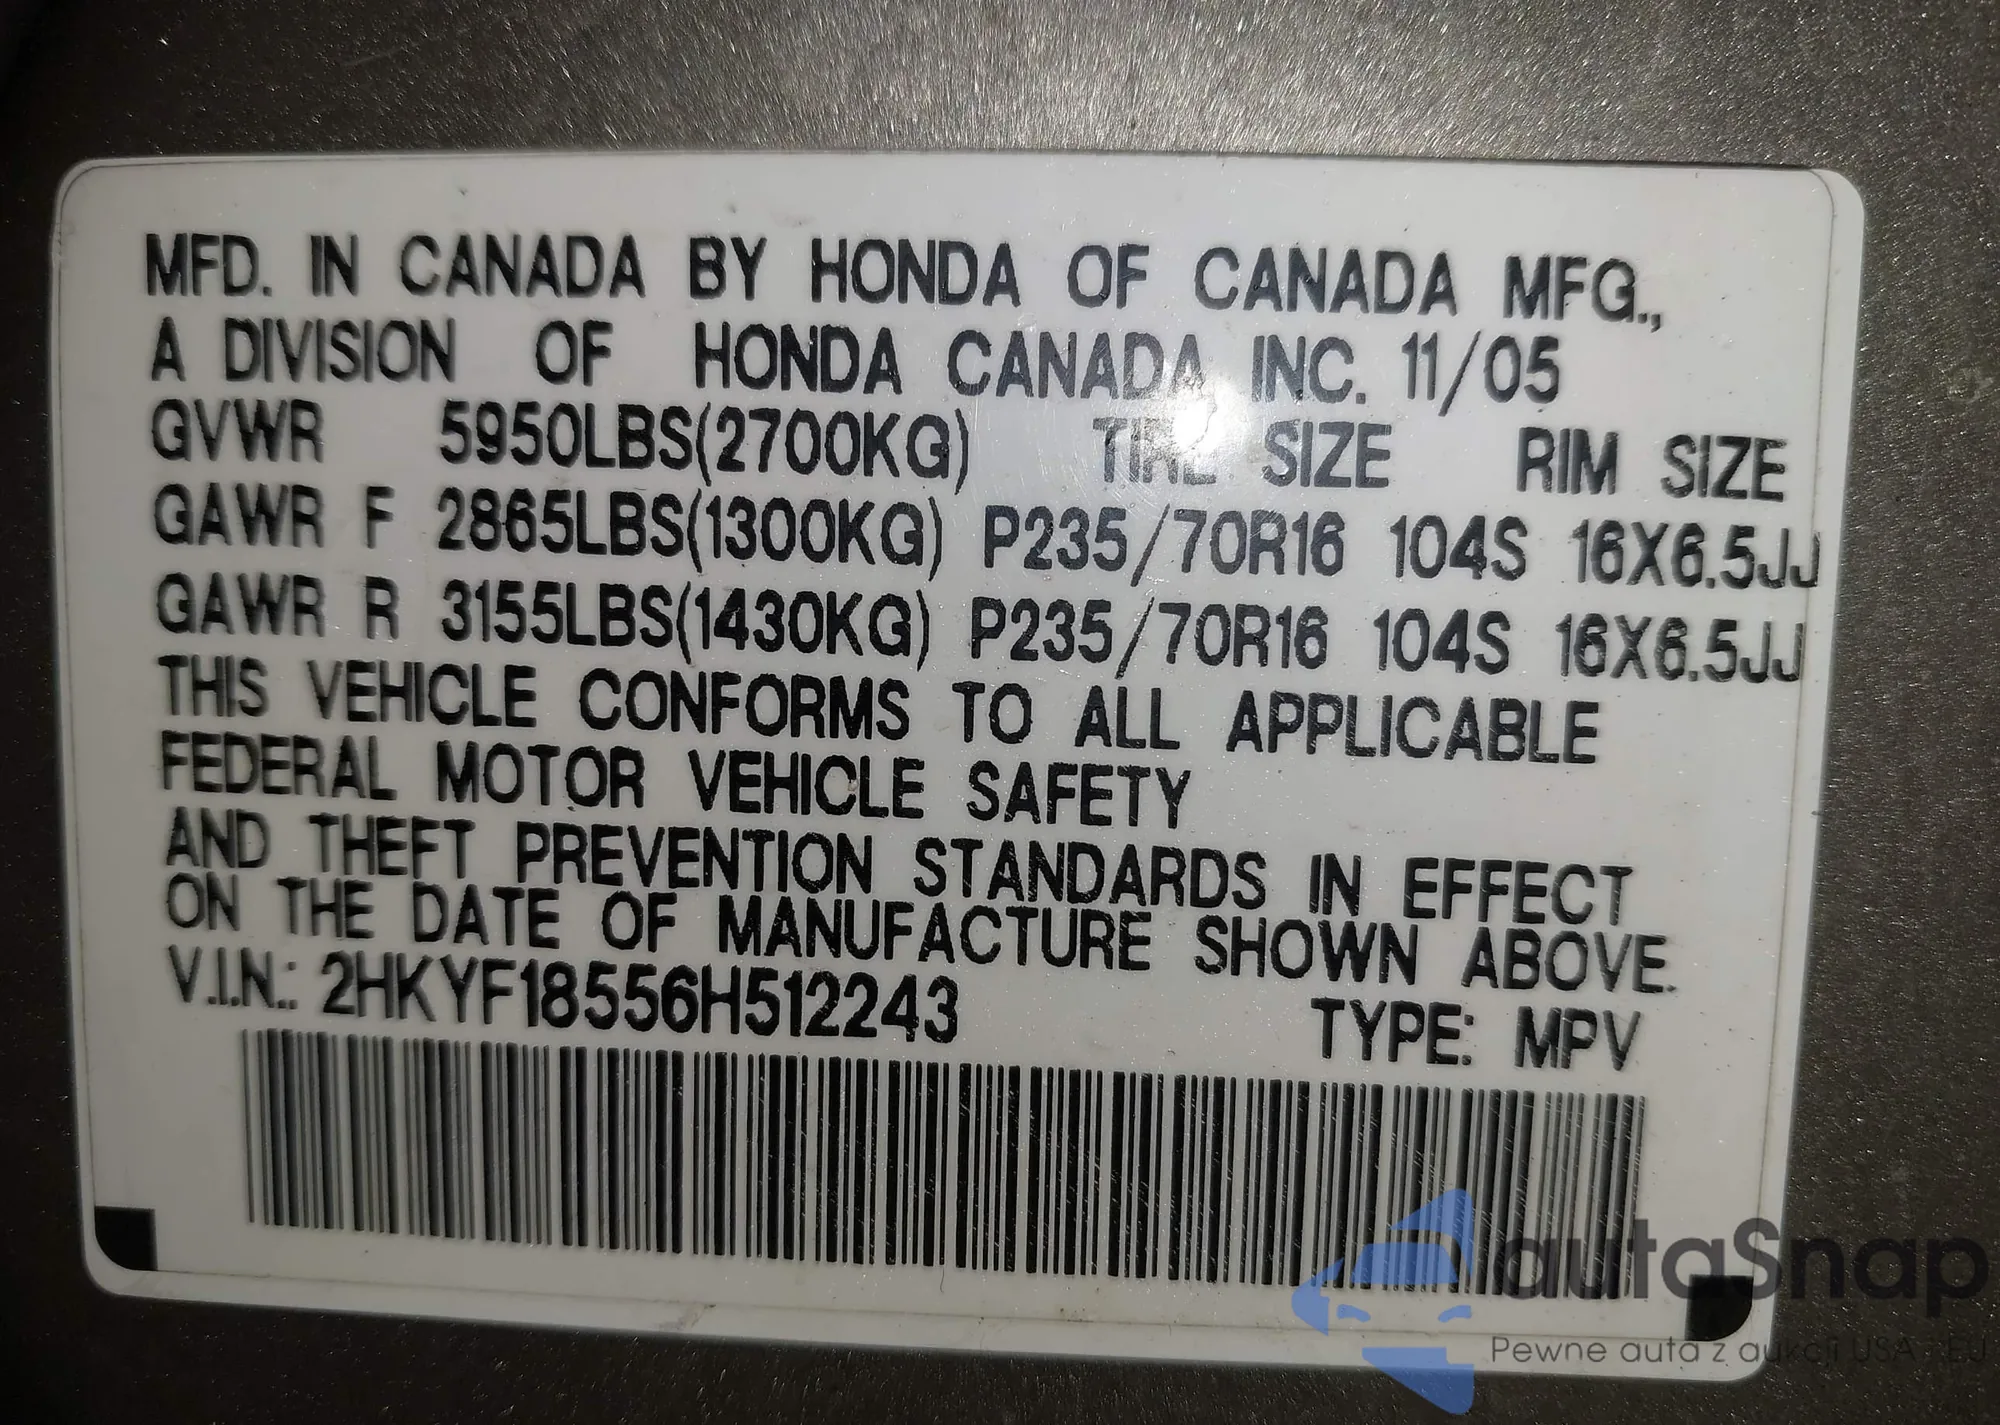 MFD. IN CANADA BY HONDA OF CANADA MFG.,
A DIVISION OF HONDA CANADA INC. 11/05
GVWR 5950LBS(2700KG) TIRE SIZE RIM SIZE
GAWR F 2865LBS(1300KG) P235/70R16 104S 16X6.5JJ
GAWR R 3155LBS(1430KG) P235/70R16 104S 16X6.5JJ
THIS VEHICLE CONFORMS TO ALL APPLICABLE
FEDERAL MOTOR VEHICLE SAFETY
AND THEFT PREVENTION STANDARDS IN EFFECT
ON THE DATE OF MANUFACTURE SHOWN ABOVE.
V.I.N.: 2HKYF18556H512243 TYPE: MPV
autaSnap
Pewne auta z aukcji USA i EU